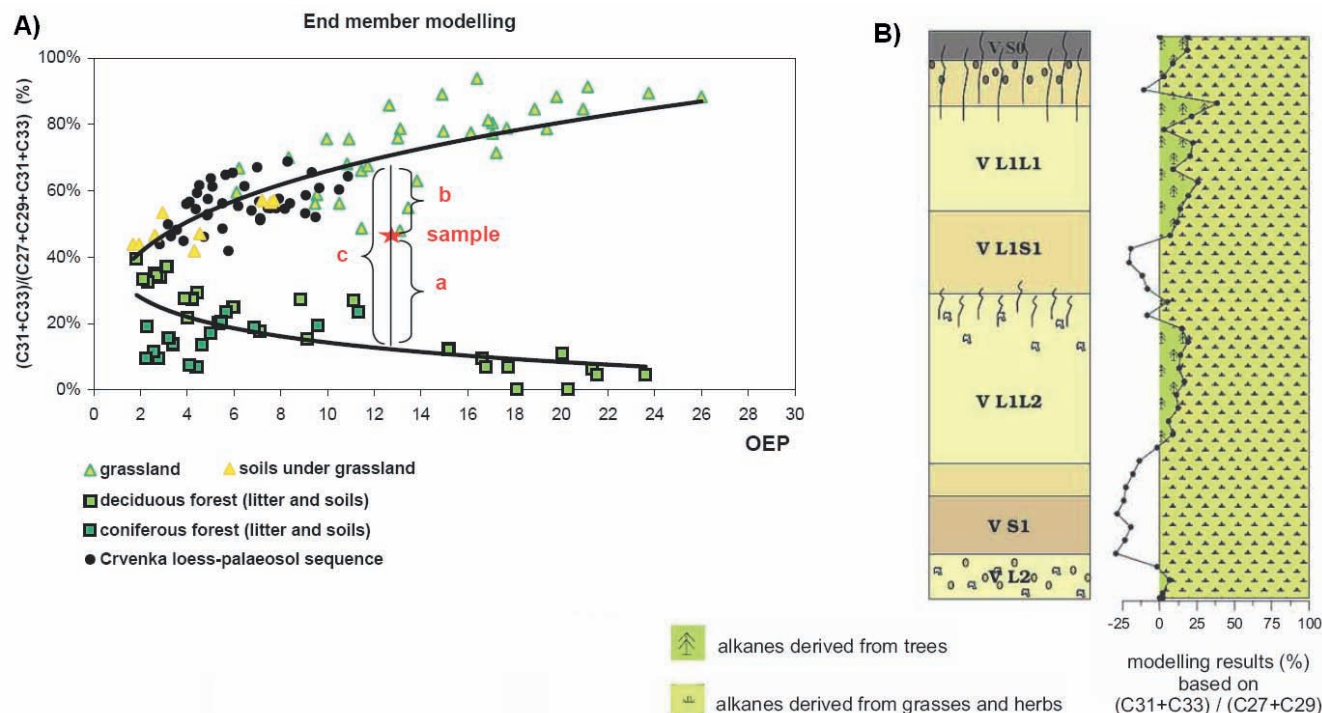 A)
End member modelling
(C31+C33)/(C27+C29+C31+C33) (%)
100%
80%
60%
40%
20%
0%
b
sample
c
a
0 2 4 6 8 10 12 14 16 18 20 22 24 26 30
OEP
grassland
soils under grassland
deciduous forest (litter and soils)
coniferous forest (litter and soils)
Crvenka loess-palaeosol sequence
B)
V S0
V L1L1
V L1S1
V L1L2
V S1
V L2
-25 0 25 50 75 100
modelling results (%)
based on
(C31+C33) / (C27+C29)
alkanes derived from trees
alkanes derived from grasses and herbs